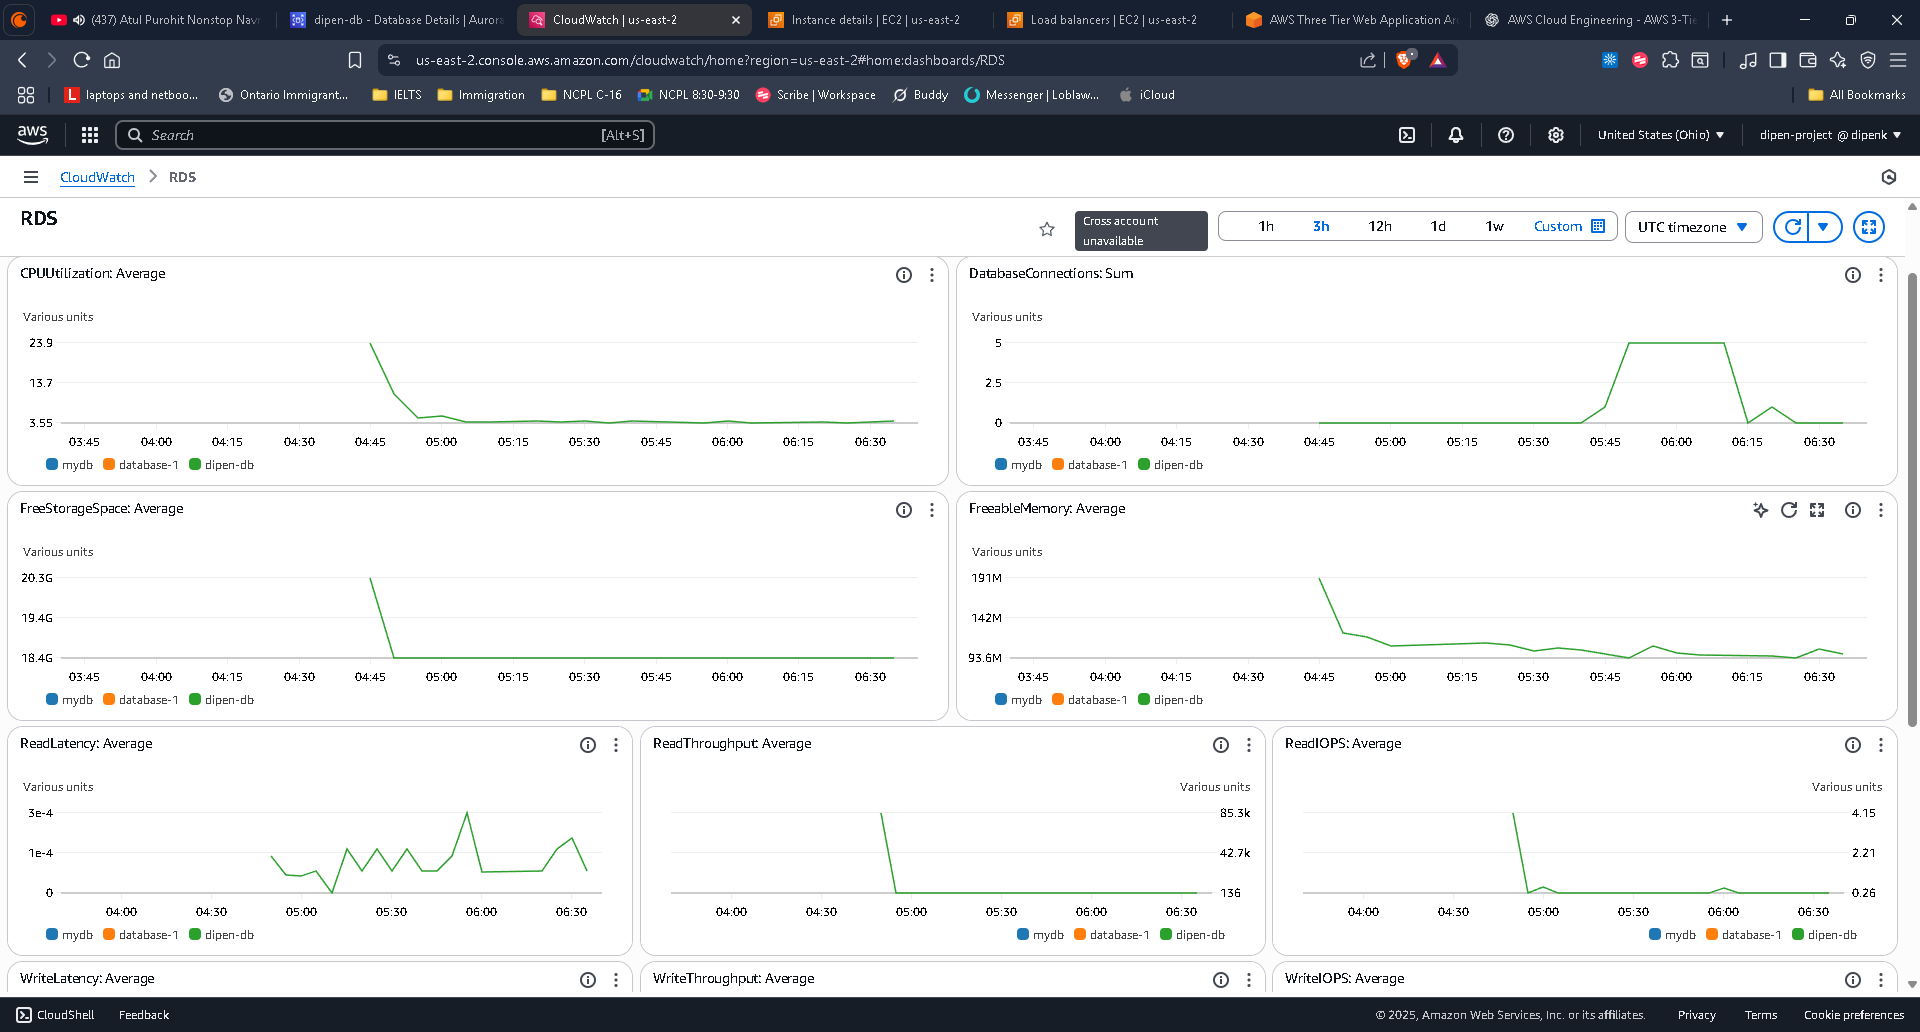 (437) Atul Purohit Nonstop Navr
dipen-db - Database Details | Aurora
CloudWatch | us-east-2
Instance details | EC2 | us-east-2
Load balancers | EC2 | us-east-2
AWS Three Tier Web Application Ar
AWS Cloud Engineering - AWS 3-Tie
us-east-2.console.aws.amazon.com/cloudwatch/home?region=us-east-2#home:dashboards/RDS
laptops and netboo...
Ontario Immigrant...
IELTS
Immigration
NCPL C-16
NCPL 8:30-9:30
Scribe | Workspace
Buddy
Messenger | Loblaw...
iCloud
All Bookmarks
aws
Search
[Alt+S]
United States (Ohio)
dipen-project @ dipenk
CloudWatch
RDS
RDS
Cross account
unavailable
1h
3h
12h
1d
1w
Custom
UTC timezone
CPUUtilization: Average
Various units
23.9
13.7
3.55
03:45 04:00 04:15 04:30 04:45 05:00 05:15 05:30 05:45 06:00 06:15 06:30
mydb database-1 dipen-db
DatabaseConnections: Sum
Various units
5
2.5
0
03:45 04:00 04:15 04:30 04:45 05:00 05:15 05:30 05:45 06:00 06:15 06:30
mydb database-1 dipen-db
FreeStorageSpace: Average
Various units
20.3G
19.4G
18.4G
03:45 04:00 04:15 04:30 04:45 05:00 05:15 05:30 05:45 06:00 06:15 06:30
mydb database-1 dipen-db
FreeableMemory: Average
Various units
191M
142M
93.6M
03:45 04:00 04:15 04:30 04:45 05:00 05:15 05:30 05:45 06:00 06:15 06:30
mydb database-1 dipen-db
ReadLatency: Average
Various units
3e-4
1e-4
0
04:00 04:30 05:00 05:30 06:00 06:30
mydb database-1 dipen-db
ReadThroughput: Average
Various units
85.3k
42.7k
136
04:00 04:30 05:00 05:30 06:00 06:30
mydb database-1 dipen-db
ReadIOPS: Average
Various units
4.15
2.21
0.26
04:00 04:30 05:00 05:30 06:00 06:30
mydb database-1 dipen-db
WriteLatency: Average
WriteThroughput: Average
WriteIOPS: Average
CloudShell
Feedback
© 2025, Amazon Web Services, Inc. or its affiliates.
Privacy
Terms
Cookie preferences